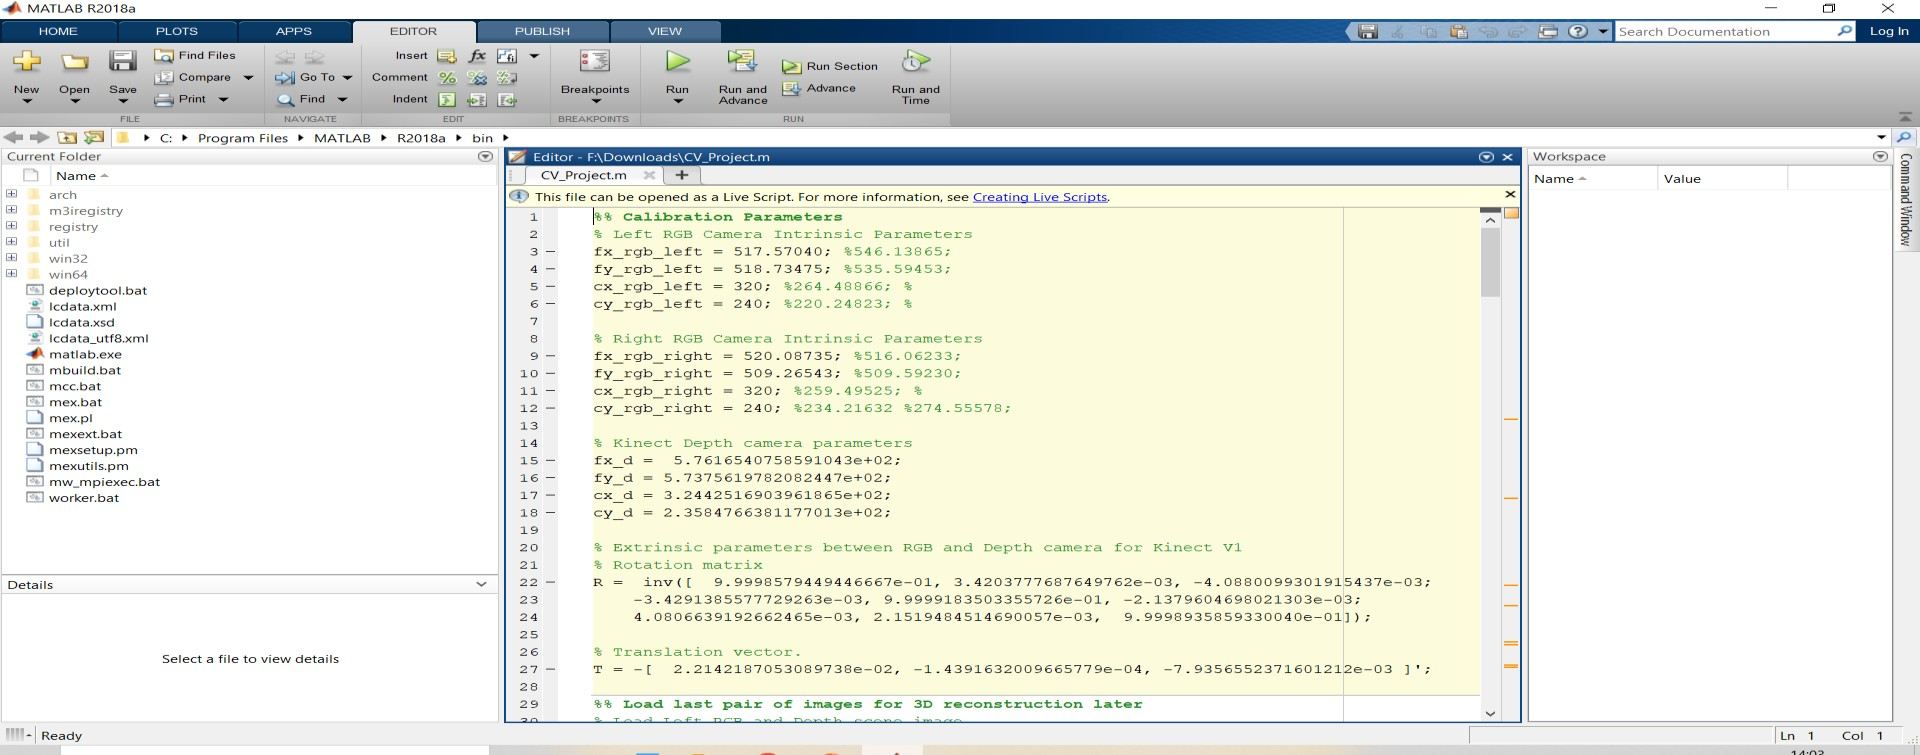 MATLAB R2018a
HOME PLOTS APPS EDITOR PUBLISH VIEW
Search Documentation Log In
New Open Save
Find Files
Compare
Print
Go To
Find
Insert fx
Comment
Indent
Breakpoints
Run
Run and Advance
Run Section
Advance
Run and Time
FILE NAVIGATE EDIT BREAKPOINTS RUN
C: Program Files MATLAB R2018a bin
Current Folder
Name
arch
m3iregistry
registry
util
win32
win64
deploytool.bat
lcdata.xml
lcdata.xsd
lcdata_utf8.xml
matlab.exe
mbuild.bat
mcc.bat
mex.bat
mex.pl
mexext.bat
mexsetup.pm
mexutils.pm
mw_mpiexec.bat
worker.bat
Details
Select a file to view details
Editor - F:\Downloads\CV_Project.m
CV_Project.m
This file can be opened as a Live Script. For more information, see Creating Live Scripts.
1 %% Calibration Parameters
2 % Left RGB Camera Intrinsic Parameters
3 – fx_rgb_left = 517.57040; %546.13865;
4 – fy_rgb_left = 518.73475; %535.59453;
5 – cx_rgb_left = 320; %264.48866; %
6 – cy_rgb_left = 240; %220.24823; %
7
8 % Right RGB Camera Intrinsic Parameters
9 – fx_rgb_right = 520.08735; %516.06233;
10 – fy_rgb_right = 509.26543; %509.59230;
11 – cx_rgb_right = 320; %259.49525; %
12 – cy_rgb_right = 240; %234.21632 %274.55578;
13
14 % Kinect Depth camera parameters
15 – fx_d =  5.7616540758591043e+02;
16 – fy_d = 5.7375619782082447e+02;
17 – cx_d = 3.2442516903961865e+02;
18 – cy_d = 2.3584766381177013e+02;
19
20 % Extrinsic parameters between RGB and Depth camera for Kinect V1
21 % Rotation matrix
22 – R =  inv([  9.9998579449446667e-01, 3.4203777687649762e-03, -4.0880099301915437e-03;
23 -3.4291385577729263e-03, 9.9999183503355726e-01, -2.1379604698021303e-03;
24 4.0806639192662465e-03, 2.1519484514690057e-03,  9.9998935859330040e-01]);
25
26 % Translation vector.
27 – T = -[  2.2142187053089738e-02, -1.4391632009665779e-04, -7.9356552371601212e-03 ]';
28
29 %% Load last pair of images for 3D reconstruction later
30 % Load Left RGB and Depth scene image
Workspace
Name Value
Command Window
Ready
Ln 1 Col 1
14:03